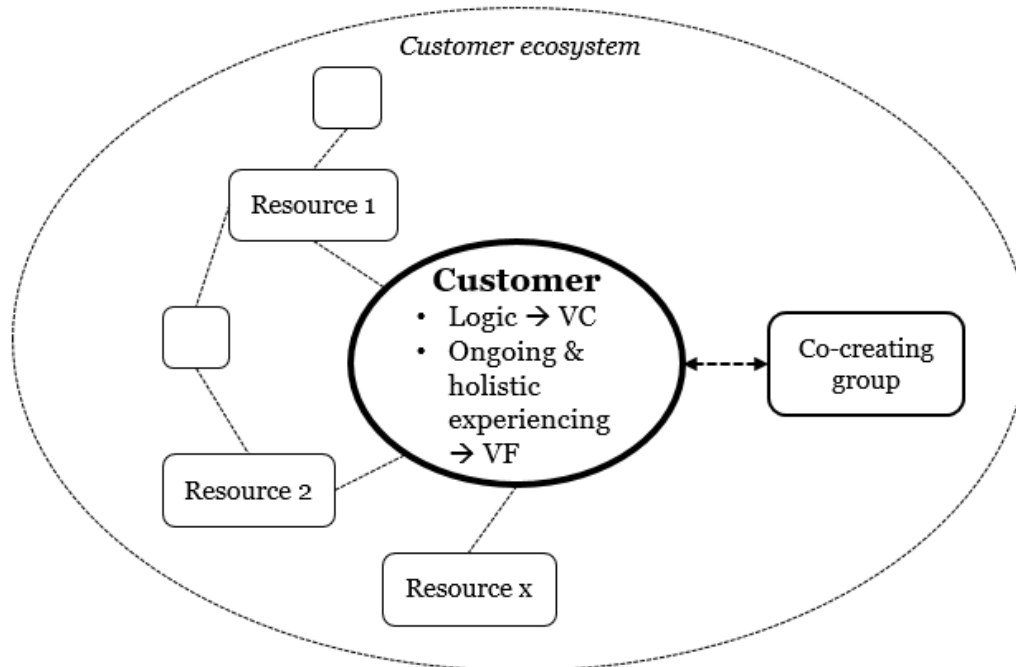 Customer ecosystem
Resource 1
Customer
• Logic → VC
• Ongoing &
holistic
experiencing
→ VF
Co-creating
group
Resource 2
Resource x